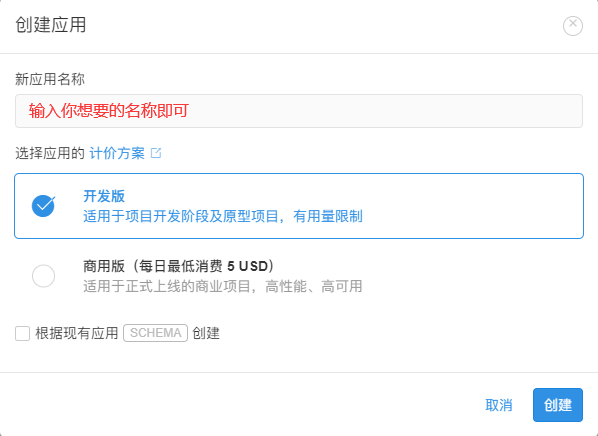 创建应用
新应用名称
输入你想要的名称即可
选择应用的 计价方案
开发版
适用于项目开发阶段及原型项目，有用量限制
商用版（每日最低消费 5 USD）
适用于正式上线的商业项目，高性能、高可用
根据现有应用 SCHEMA 创建
取消 创建